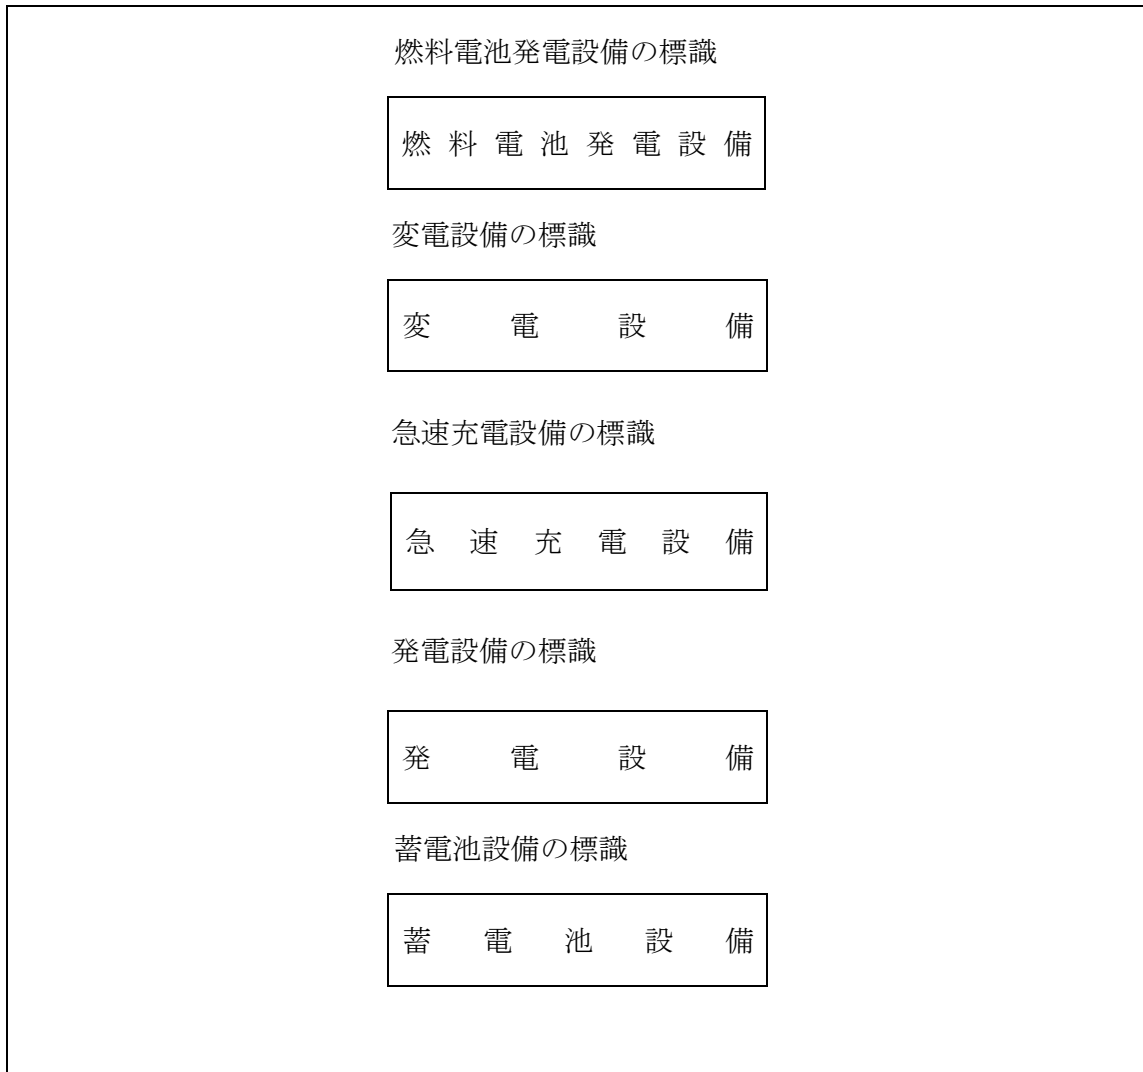 燃料電池発電設備の標識
燃料電池発電設備
変電設備の標識
変電設備
急速充電設備の標識
急速充電設備
発電設備の標識
発電設備
蓄電池設備の標識
蓄電池設備